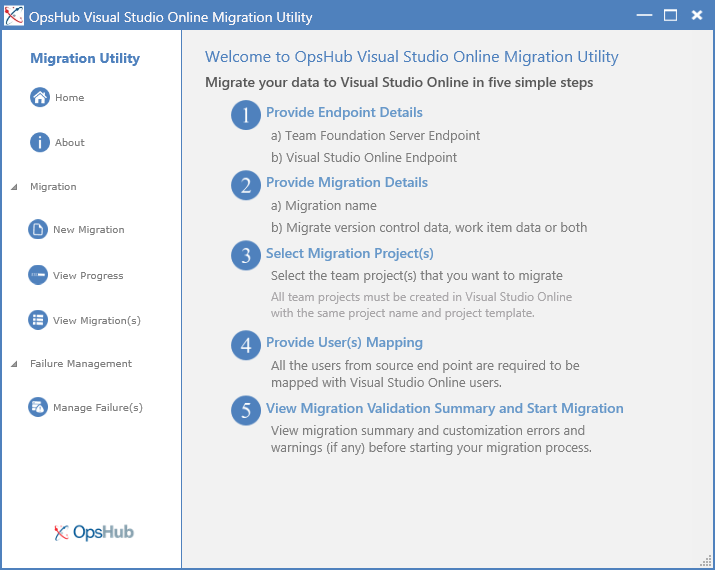 OpsHub Visual Studio Online Migration Utility
Migration Utility
Home
About
Migration
New Migration
View Progress
View Migration(s)
Failure Management
Manage Failure(s)
OpsHub
Welcome to OpsHub Visual Studio Online Migration Utility
Migrate your data to Visual Studio Online in five simple steps
1 Provide Endpoint Details
a) Team Foundation Server Endpoint
b) Visual Studio Online Endpoint
2 Provide Migration Details
a) Migration name
b) Migrate version control data, work item data or both
3 Select Migration Project(s)
Select the team project(s) that you want to migrate
All team projects must be created in Visual Studio Online
with the same project name and project template.
4 Provide User(s) Mapping
All the users from source end point are required to be
mapped with Visual Studio Online users.
5 View Migration Validation Summary and Start Migration
View migration summary and customization errors and
warnings (if any) before starting your migration process.